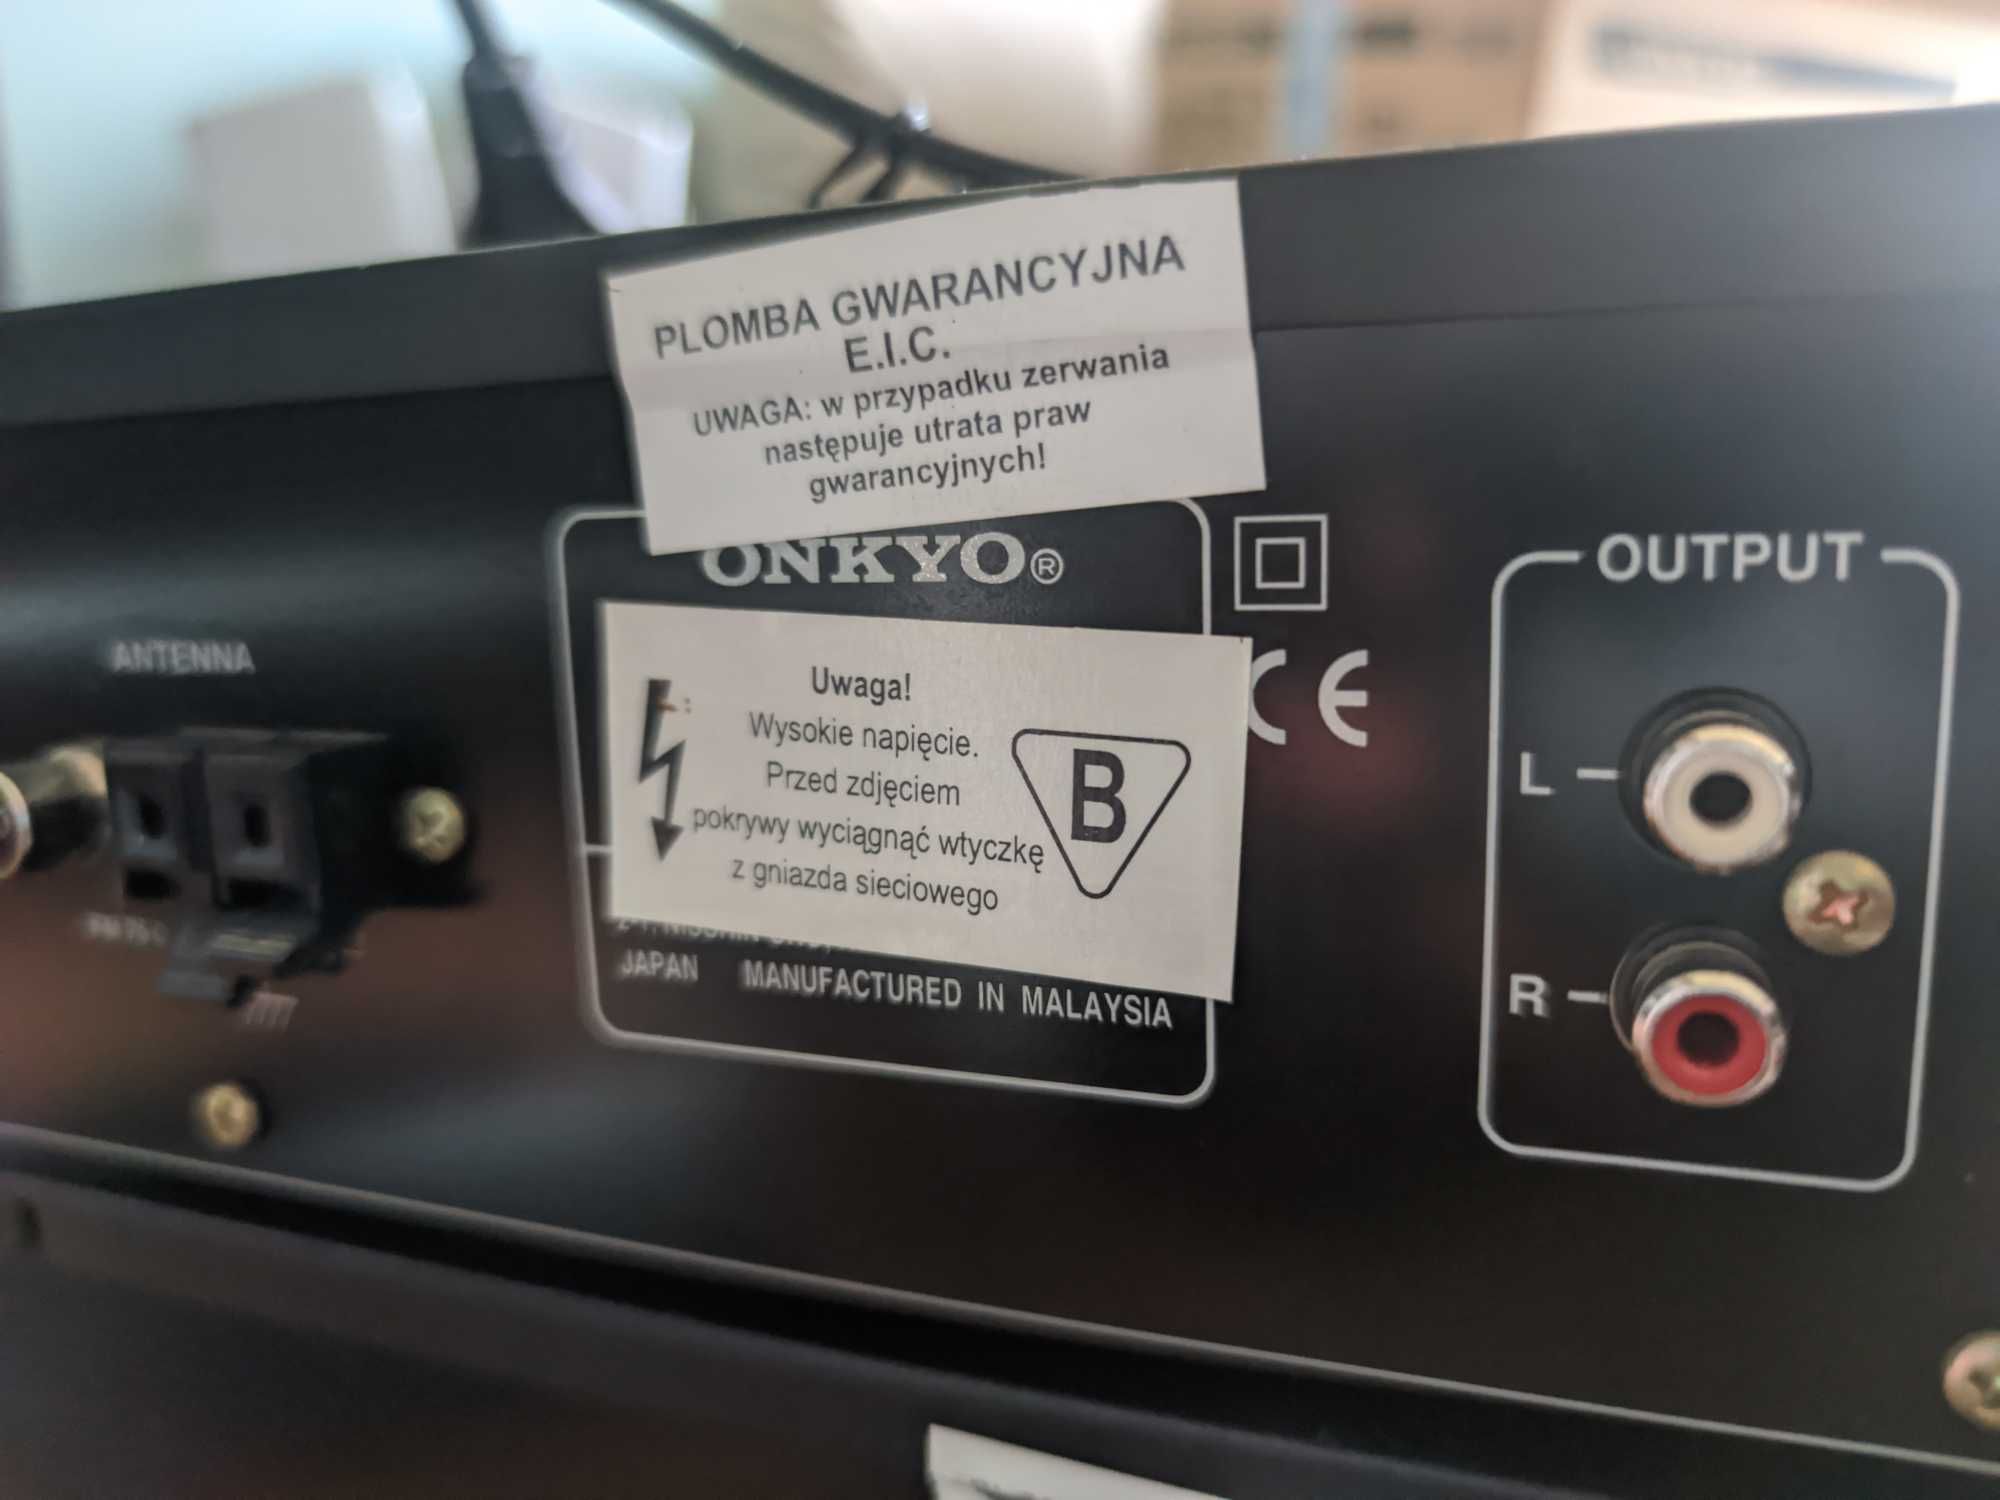 PLOMBA GWARANCYJNA
E.I.C.
UWAGA: w przypadku zerwania
następuje utrata praw
gwarancyjnych!
ONKYO®
OUTPUT
ANTENNA
Uwaga!
Wysokie napięcie.
Przed zdjęciem
pokrywy wyciągnąć wtyczkę
z gniazda sieciowego
B
CE
L
R
JAPAN MANUFACTURED IN MALAYSIA